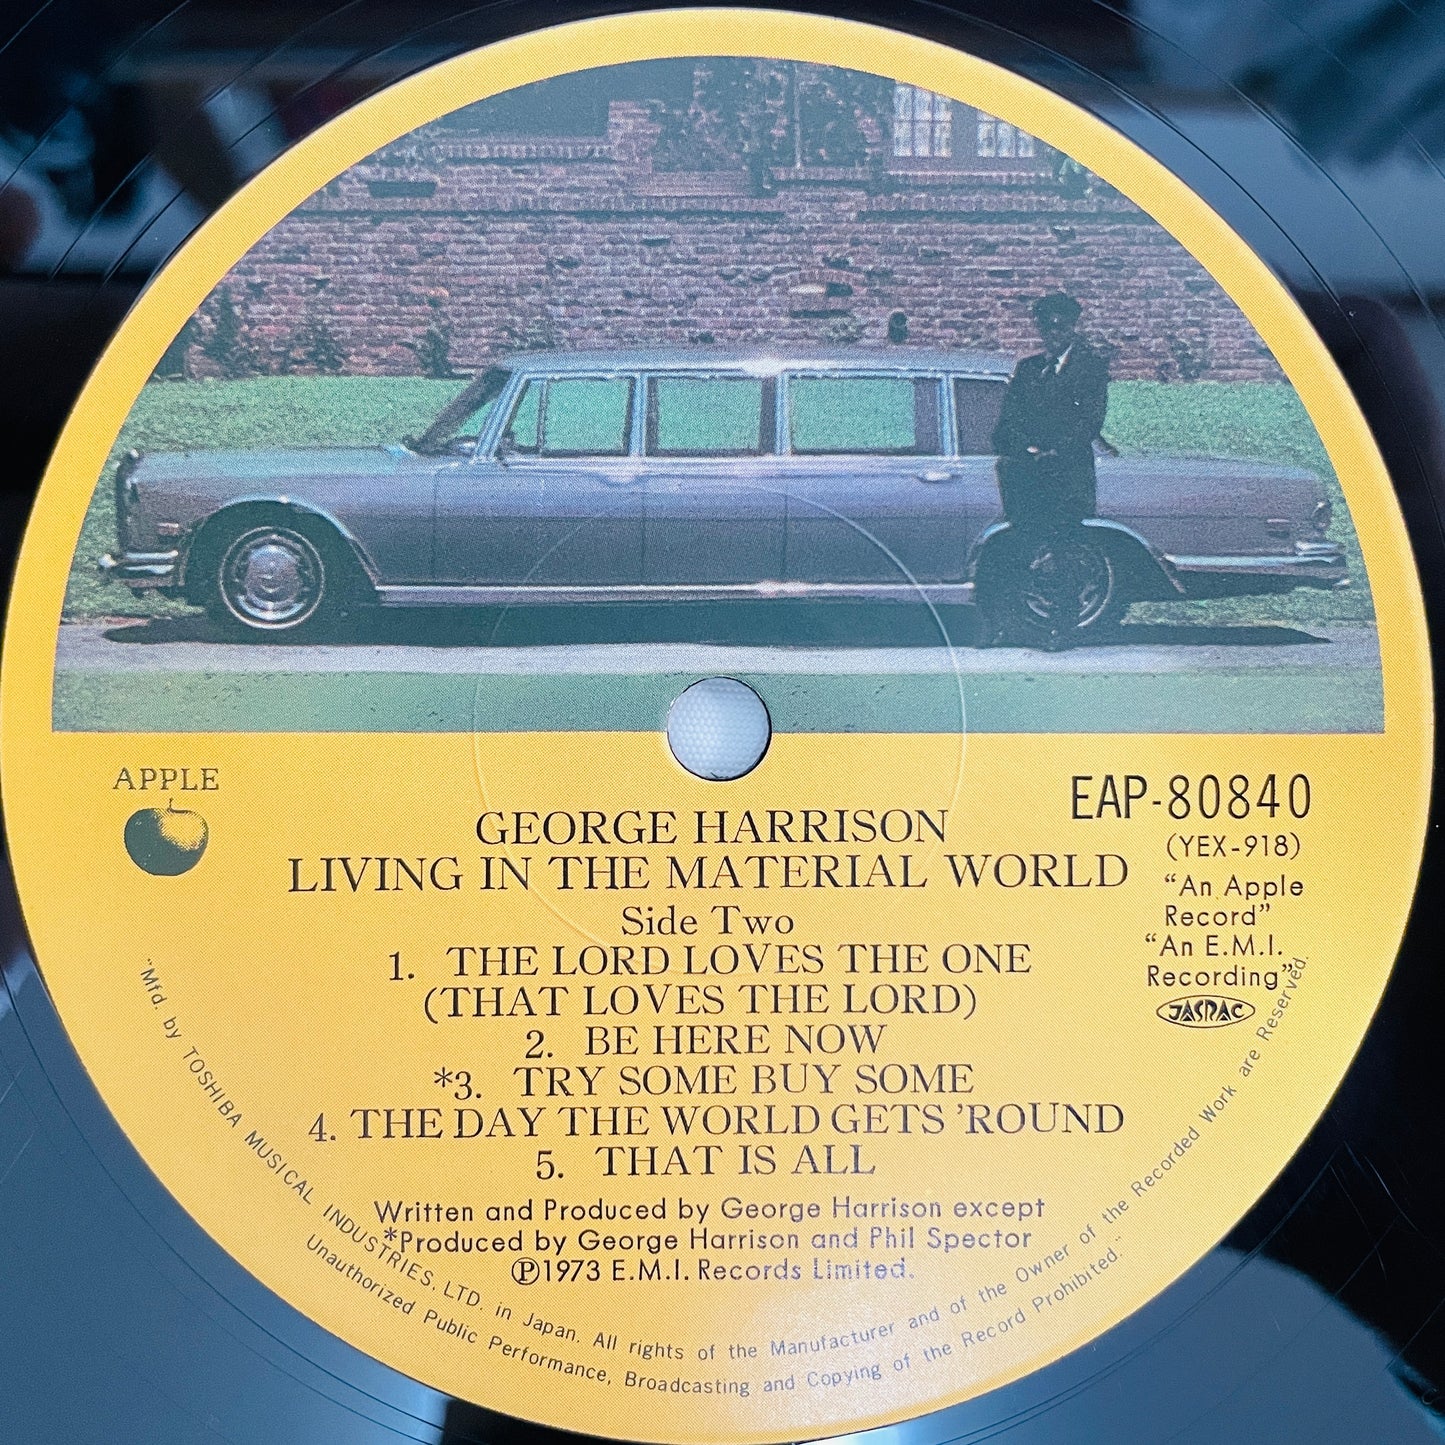 APPLE
EAP-80840
(YEX-918)
"An Apple
Record"
"An E.M.I.
Recording"
JASRAC
GEORGE HARRISON
LIVING IN THE MATERIAL WORLD
Side Two
1. THE LORD LOVES THE ONE
(THAT LOVES THE LORD)
2. BE HERE NOW
*3. TRY SOME BUY SOME
4. THE DAY THE WORLD GETS 'ROUND
5. THAT IS ALL
Written and Produced by George Harrison except
*Produced by George Harrison and Phil Spector
Ⓟ1973 E.M.I. Records Limited.
"Mfd. by TOSHIBA MUSICAL INDUSTRIES, LTD. in Japan. All rights of the Manufacturer and of the Owner of the Recorded Work are Reserved.
Unauthorized Public Performance, Broadcasting and Copying of the Record Prohibited."